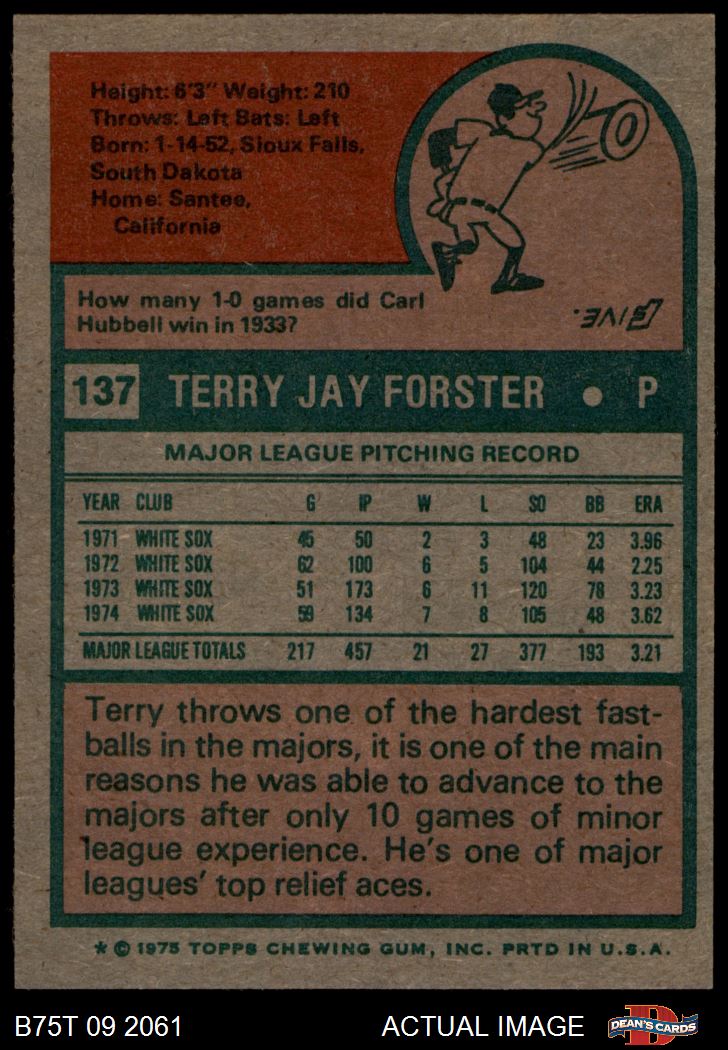 Height: 6'3" Weight: 210
Throws: Left Bats: Left
Born: 1-14-52, Sioux Falls,
South Dakota
Home: Santee,
California
0
How many 1-0 games did Carl
Hubbell win in 1933?
FIVE.
137 TERRY JAY FORSTER • P
MAJOR LEAGUE PITCHING RECORD
YEAR CLUB G IP W L SO BB ERA
1971 WHITE SOX 45 50 2 3 48 23 3.96
1972 WHITE SOX 62 100 6 5 104 44 2.25
1973 WHITE SOX 51 173 6 11 120 78 3.23
1974 WHITE SOX 59 134 7 8 105 48 3.62
MAJOR LEAGUE TOTALS 217 457 21 27 377 193 3.21
Terry throws one of the hardest fast-
balls in the majors, it is one of the main
reasons he was able to advance to the
majors after only 10 games of minor
league experience. He's one of major
leagues' top relief aces.
* © 1975 TOPPS CHEWING GUM, INC. PRTD IN U.S.A.
B75T 09 2061 ACTUAL IMAGE D DEAN'S CARDS